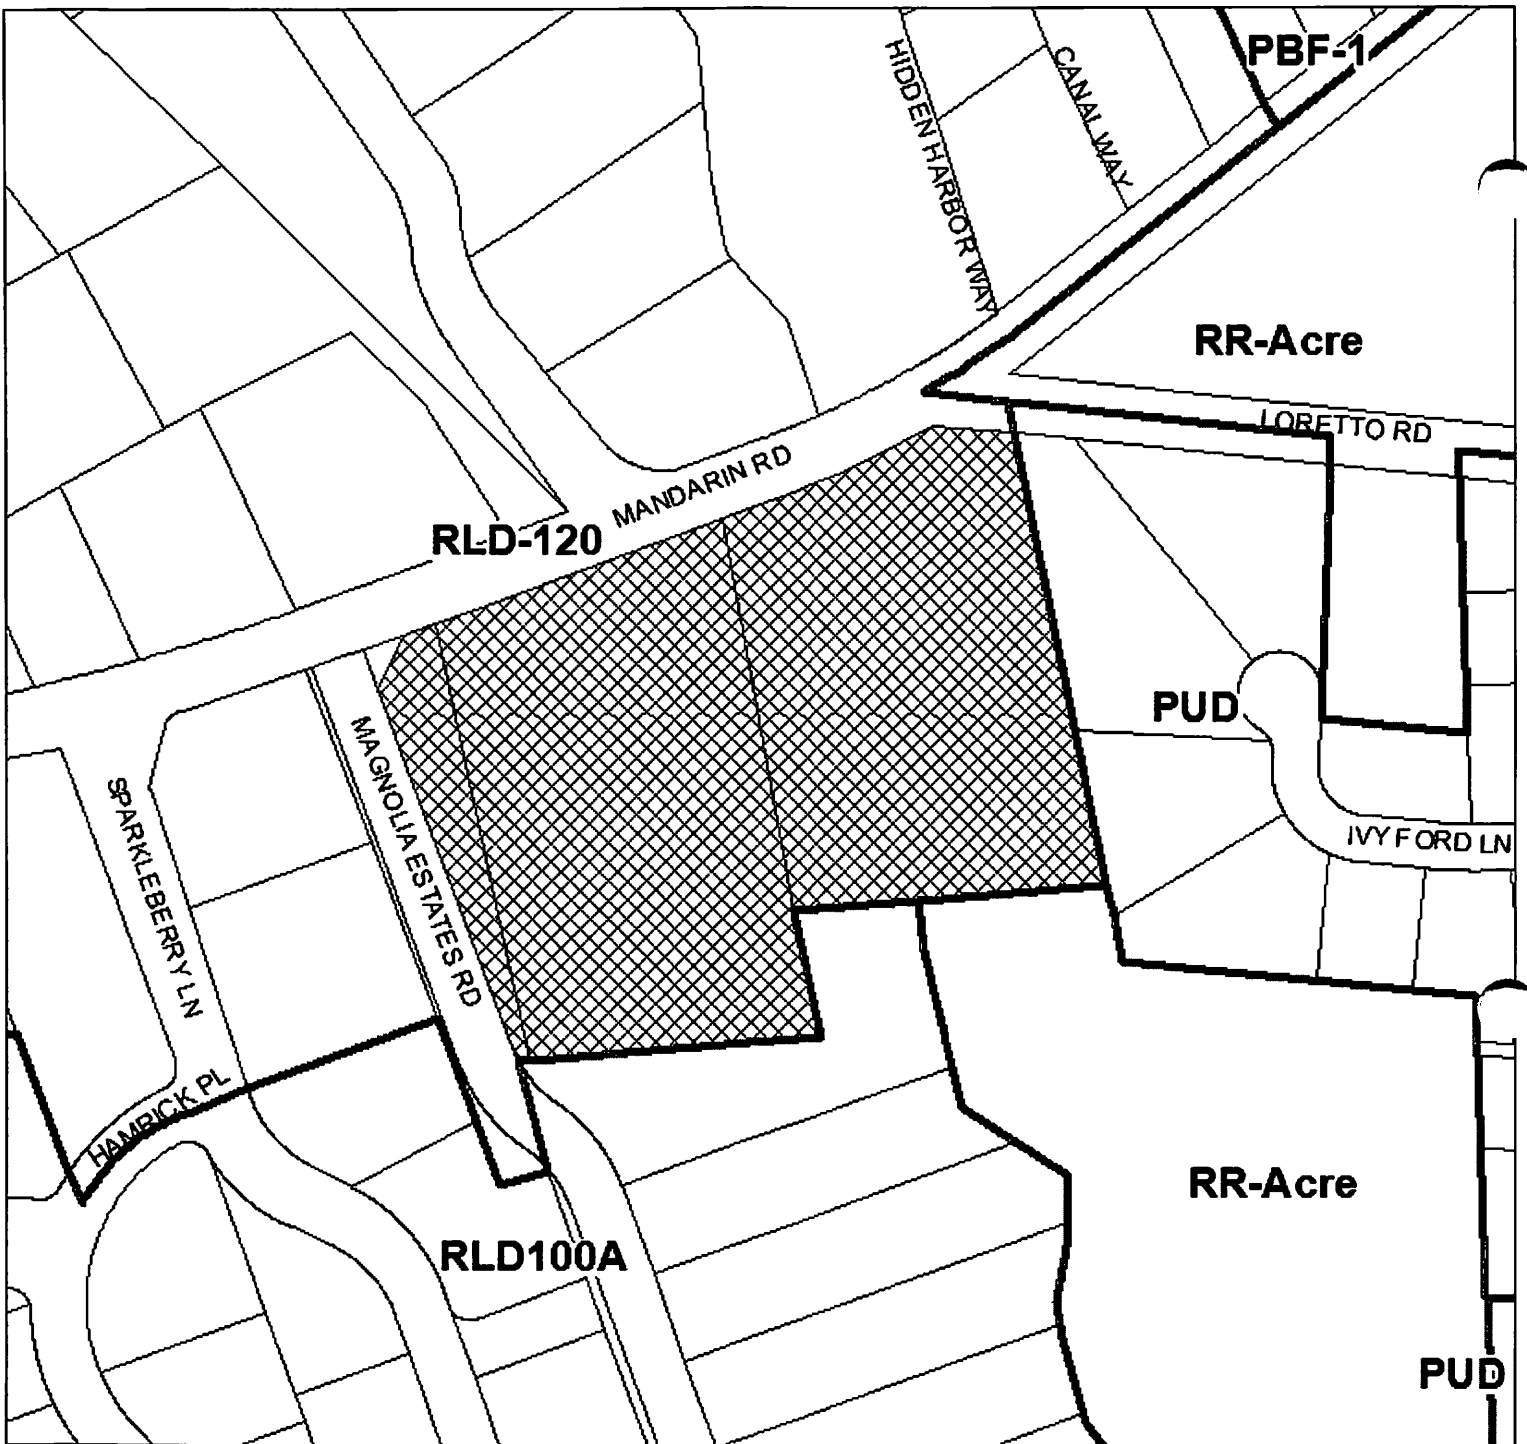 PBF-1
HIDDEN HARBOR WAY
CANAL WAY
RR-Acre
LORETTO RD
MANDARIN RD
RLD-120
PUD
MAGNOLIA ESTATES RD
SPARKLEBERRY LN
IVY FORD LN
HAMRICK PL
RR-Acre
RLD100A
PUD